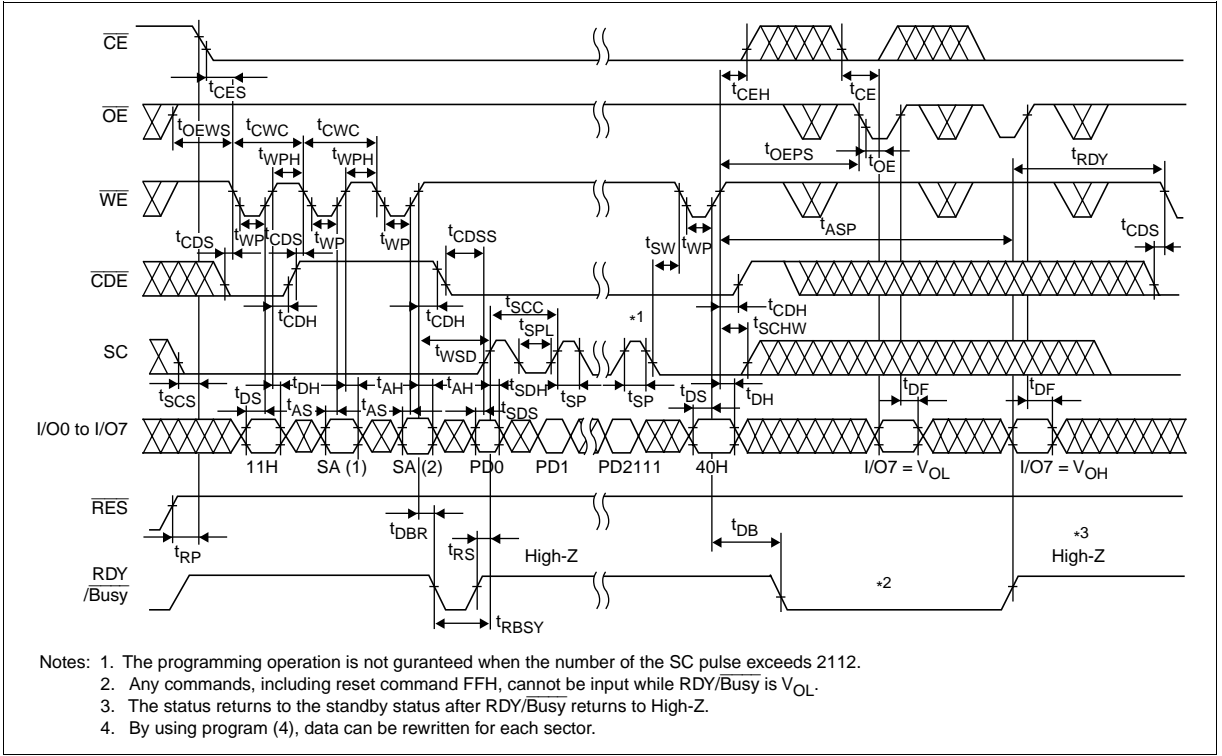 CE
tCES
tCEH
tCE
OE
tOEWS
tCWC
tCWC
tWPH
tWPH
tOEPS
tOE
tRDY
WE
tCDS
tWP
tCDS
tWP
tWP
tCDSS
tSW
tWP
tASP
tCDS
CDE
tCDH
tCDH
tSCC
*1
tCDH
tSPL
tSCHW
SC
tWSD
tSCS
tDS
tDH
tAS
tAH
tAS
tAH
tSDH
tSDS
tSP
tSP
tDS
tDH
tDF
tDF
I/O0 to I/O7
11H
SA (1)
SA (2)
PD0
PD1
PD2111
40H
I/O7 = VOL
I/O7 = VOH
RES
tRP
tDBR
tRS
High-Z
tDB
*3
High-Z
RDY
/Busy
tRBSY
*2
Notes: 1. The programming operation is not guranteed when the number of the SC pulse exceeds 2112.
2. Any commands, including reset command FFH, cannot be input while RDY/Busy is VOL.
3. The status returns to the standby status after RDY/Busy returns to High-Z.
4. By using program (4), data can be rewritten for each sector.